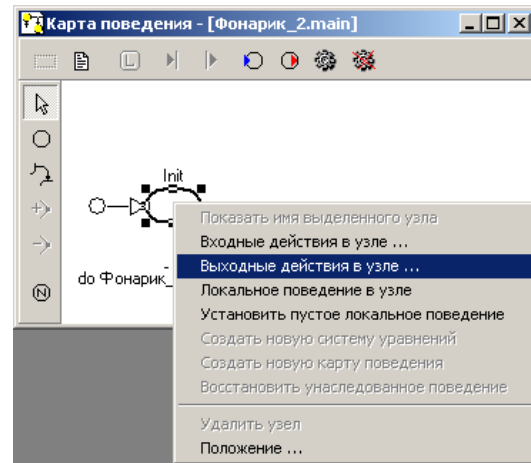 Карта поведения - [Фонарик_2.main]
L
Init
do Фонарик_
N
Показать имя выделенного узла
Входные действия в узле ...
Выходные действия в узле ...
Локальное поведение в узле
Установить пустое локальное поведение
Создать новую систему уравнений
Создать новую карту поведения
Восстановить унаследованное поведение
Удалить узел
Положение ...